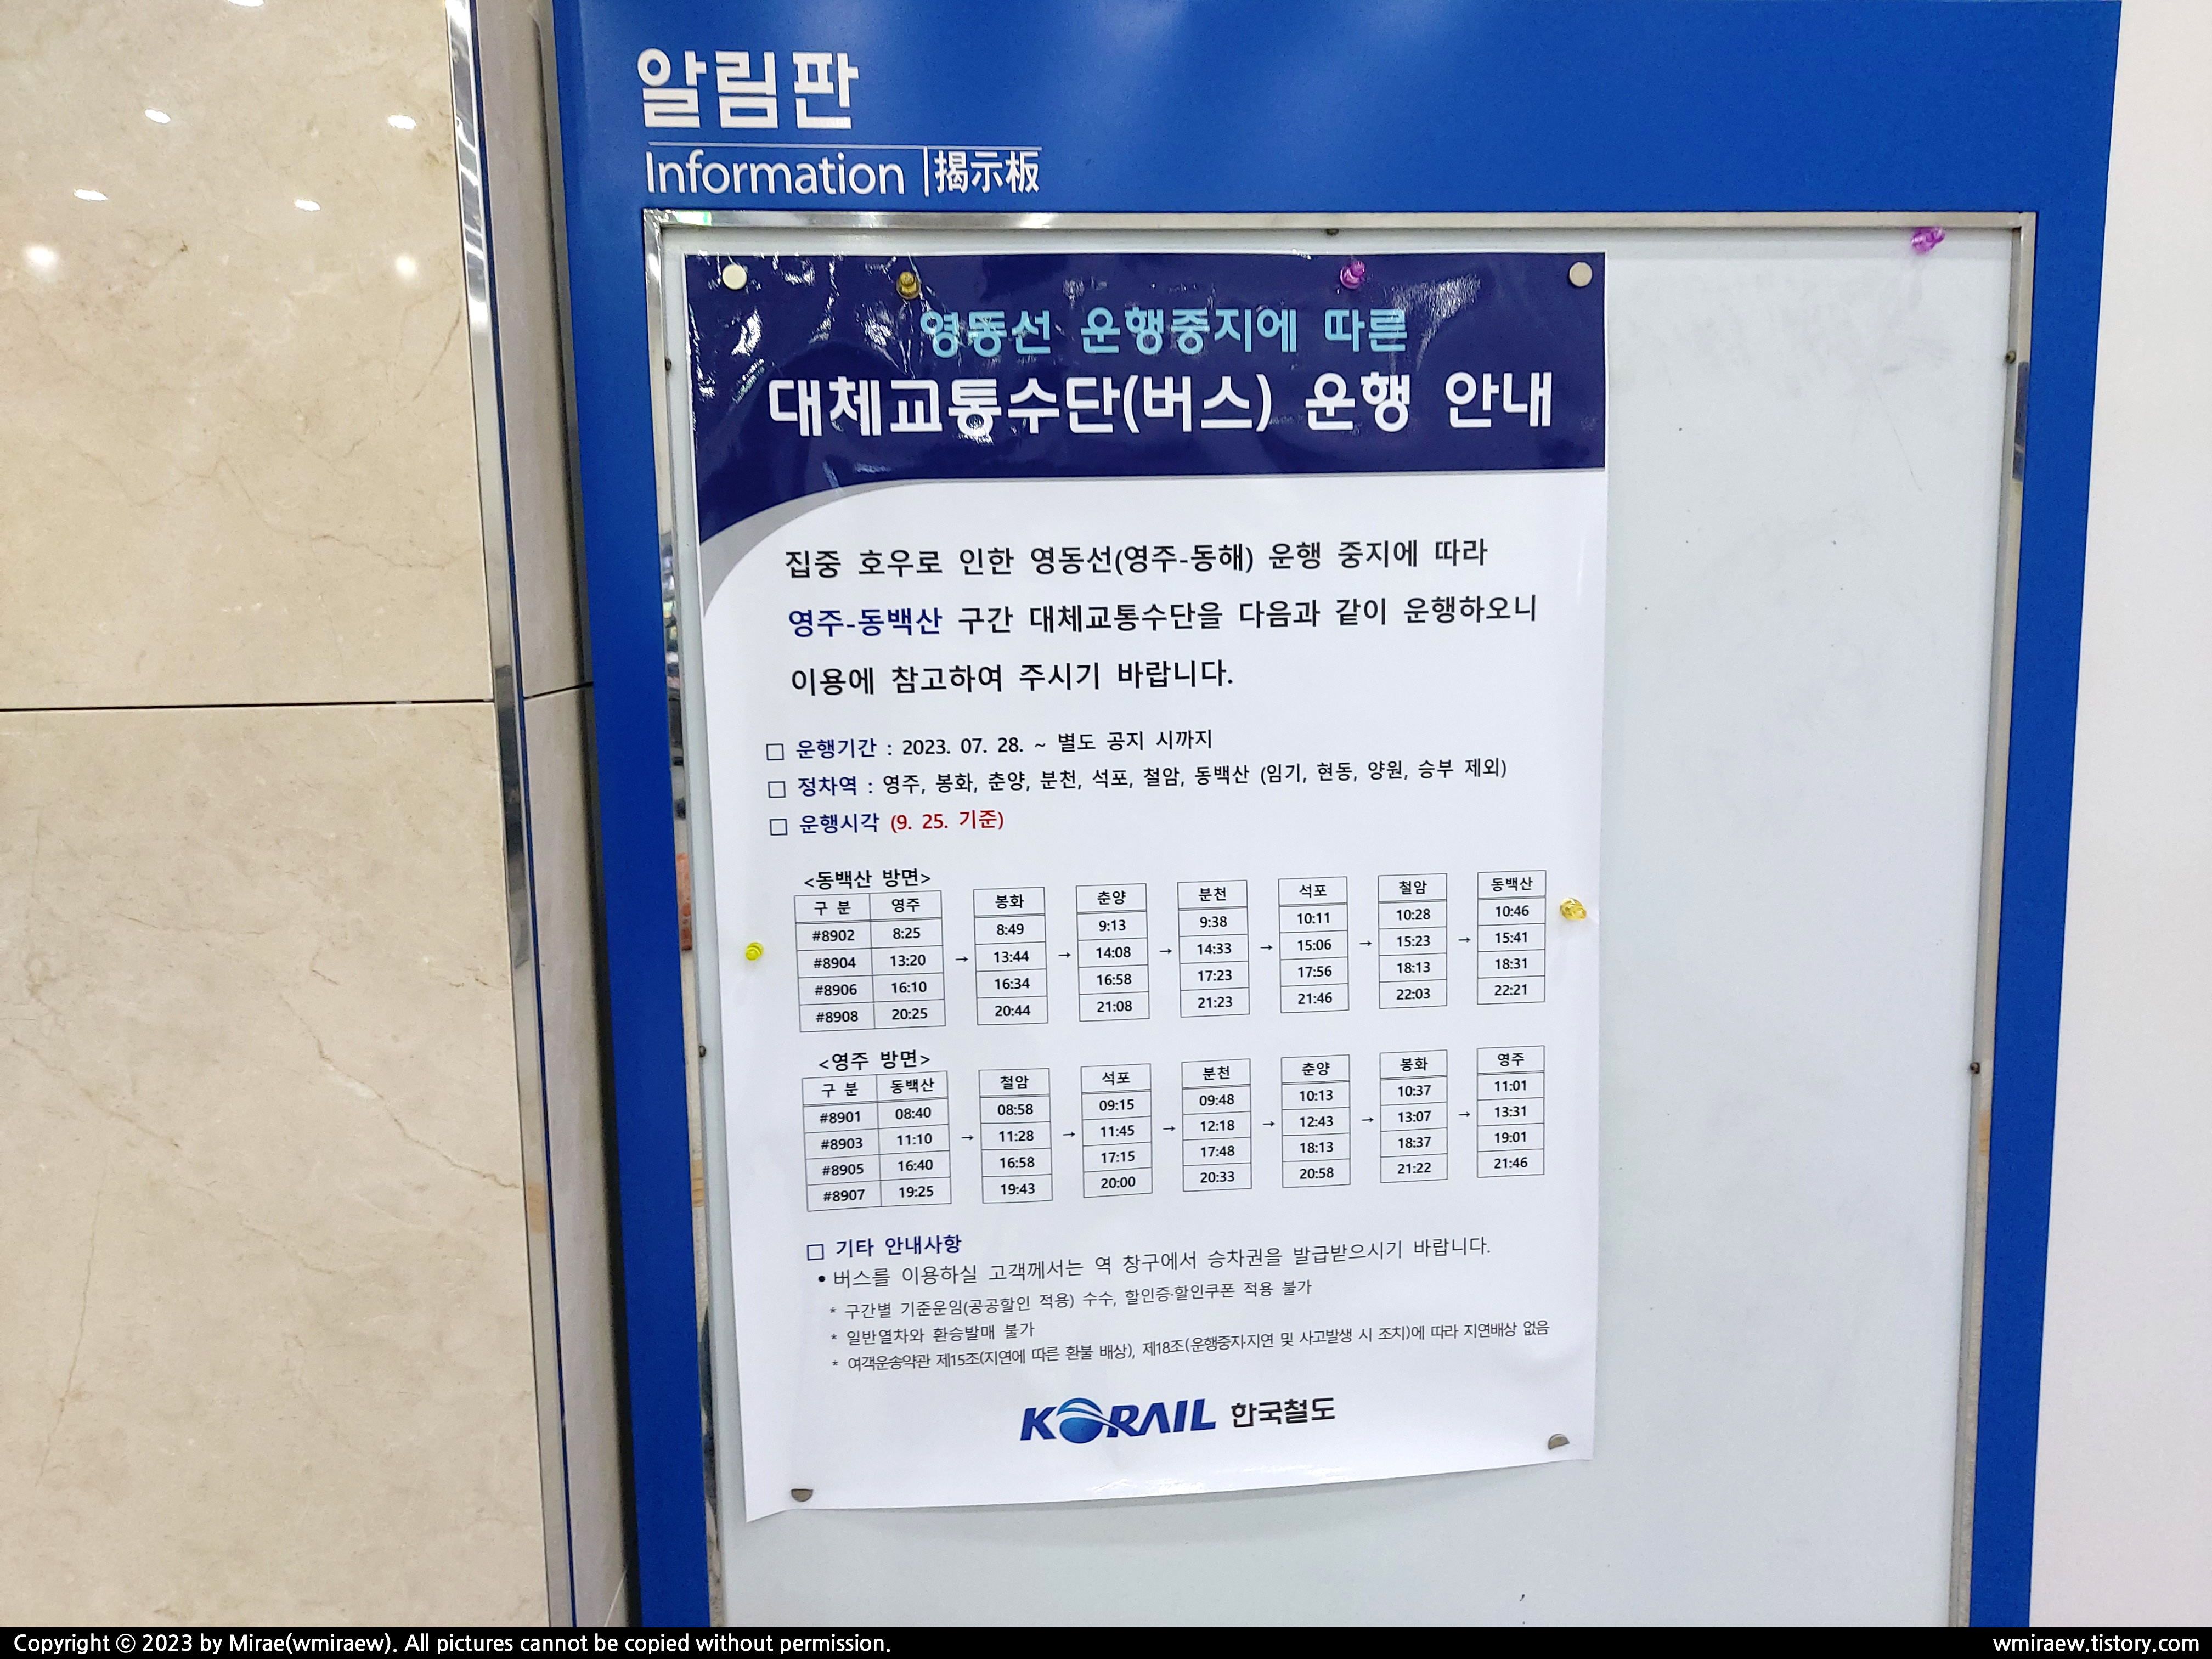 알림판
Information | 揭示板
영동선 운행중지에 따른
대체교통수단(버스) 운행 안내
집중 호우로 인한 영동선(영주-동해) 운행 중지에 따라
영주-동백산 구간 대체교통수단을 다음과 같이 운행하오니
이용에 참고하여 주시기 바랍니다.
□ 운행기간 : 2023. 07. 28. ~ 별도 공지 시까지
□ 정차역 : 영주, 봉화, 춘양, 분천, 석포, 철암, 동백산 (임기, 현동, 양원, 승부 제외)
□ 운행시각 (9. 25. 기준)
<동백산 방면>
구 분 영주 봉화 춘양 분천 석포 철암 동백산
#8902 8:25 8:49 9:13 9:38 10:11 10:28 10:46
#8904 13:20 → 13:44 → 14:08 → 14:33 → 15:06 → 15:23 → 15:41
#8906 16:10 16:34 16:58 17:23 17:56 18:13 18:31
#8908 20:25 20:44 21:08 21:23 21:46 22:03 22:21
<영주 방면>
구 분 동백산 철암 석포 분천 춘양 봉화 영주
#8901 08:40 08:58 09:15 09:48 10:13 10:37 11:01
#8903 11:10 → 11:28 → 11:45 → 12:18 → 12:43 → 13:07 → 13:31
#8905 16:40 16:58 17:15 17:48 18:13 18:37 19:01
#8907 19:25 19:43 20:00 20:33 20:58 21:22 21:46
□ 기타 안내사항
• 버스를 이용하실 고객께서는 역 창구에서 승차권을 발급받으시기 바랍니다.
* 구간별 기준운임(공공할인 적용) 수수, 할인증·할인쿠폰 적용 불가
* 일반열차와 환승발매 불가
* 여객운송약관 제15조(지연에 따른 환불 배상), 제18조(운행중지·지연 및 사고발생 시 조치)에 따라 지연배상 없음
KORAIL 한국철도
Copyright ⓒ 2023 by Mirae(wmiraew). All pictures cannot be copied without permission.
wmiraew.tistory.com